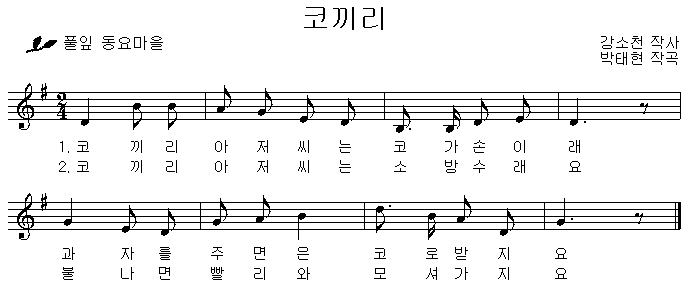 코끼리
풀잎 동요마을
강소천 작사
박태현 작곡
2
4
1. 코 끼 리 아 저 씨 는 코 가 손 이 래
2. 코 끼 리 아 저 씨 는 소 방 수 래 요
과 자 를 주 면 은 코 로 받 지 요
불 나 면 빨 리 와 모 셔 가 지 요